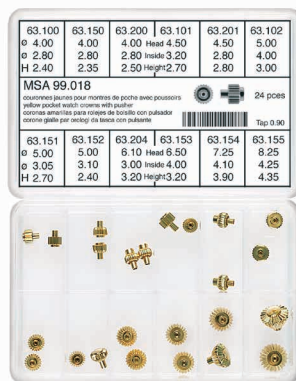 63.100 63.150 63.200 63.101 63.201 63.102
ø 4.00 4.00 4.00 Head 4.50 4.50 5.00
ø 2.80 2.80 2.80 Inside 3.20 2.80 4.00
H 2.40 2.35 2.50 Height 2.70 2.80 3.00
MSA 99.018
couronnes jaunes pour montres de poche avec poussoirs
yellow pocket watch crowns with pusher
coronas amarillas para relojes de bolsillo con pulsador
corone gialle per orologi da tasca con pulsante
24 pces
Tap 0.90
63.151 63.152 63.204 63.153 63.154 63.155
ø 5.00 5.00 6.10 Head 6.50 7.25 8.25
ø 3.05 3.10 3.00 Inside 4.00 4.10 4.25
H 2.70 2.40 3.20 Height 3.20 3.90 4.35